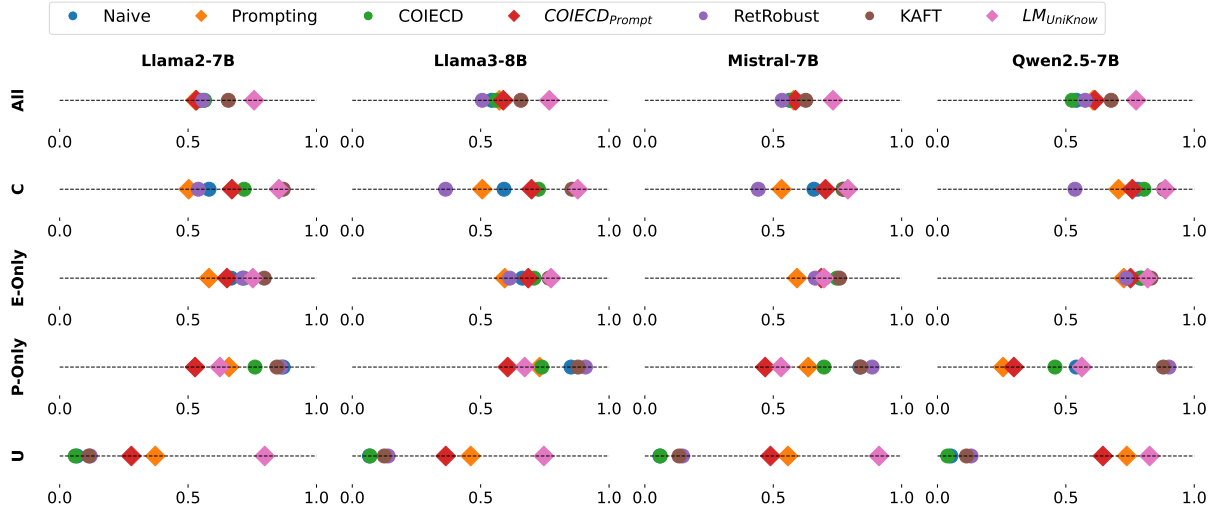 Naive Prompting COIECD COIECD_Prompt RetRobust KAFT LM_UniKnow
Llama2-7B Llama3-8B Mistral-7B Qwen2.5-7B
All
0.0 0.5 1.0 0.0 0.5 1.0 0.0 0.5 1.0 0.0 0.5 1.0
C
0.0 0.5 1.0 0.0 0.5 1.0 0.0 0.5 1.0 0.0 0.5 1.0
E-Only
0.0 0.5 1.0 0.0 0.5 1.0 0.0 0.5 1.0 0.0 0.5 1.0
P-Only
0.0 0.5 1.0 0.0 0.5 1.0 0.0 0.5 1.0 0.0 0.5 1.0
U
0.0 0.5 1.0 0.0 0.5 1.0 0.0 0.5 1.0 0.0 0.5 1.0